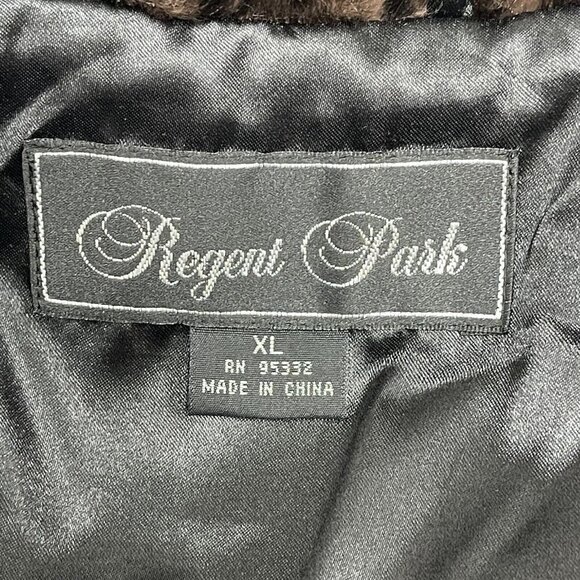 Regent Park
XL
RN 95332
MADE IN CHINA